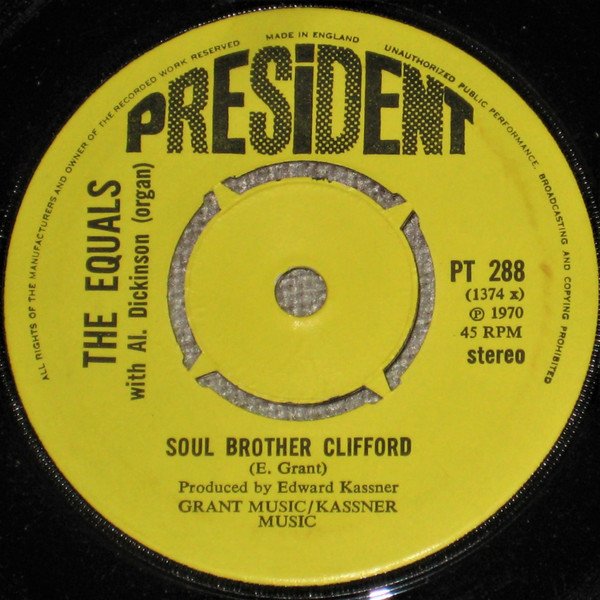 ALL RIGHTS OF THE MANUFACTURERS AND OWNER OF THE RECORDED WORK RESERVED
MADE IN ENGLAND
UNAUTHORIZED PUBLIC PERFORMANCE, BROADCASTING AND COPYING PROHIBITED
PRESiDENT
THE EQUALS
with Al. Dickinson (organ)
PT 288
(1374 x)
℗ 1970
45 RPM
stereo
SOUL BROTHER CLIFFORD
(E. Grant)
Produced by Edward Kassner
GRANT MUSIC/KASSNER
MUSIC